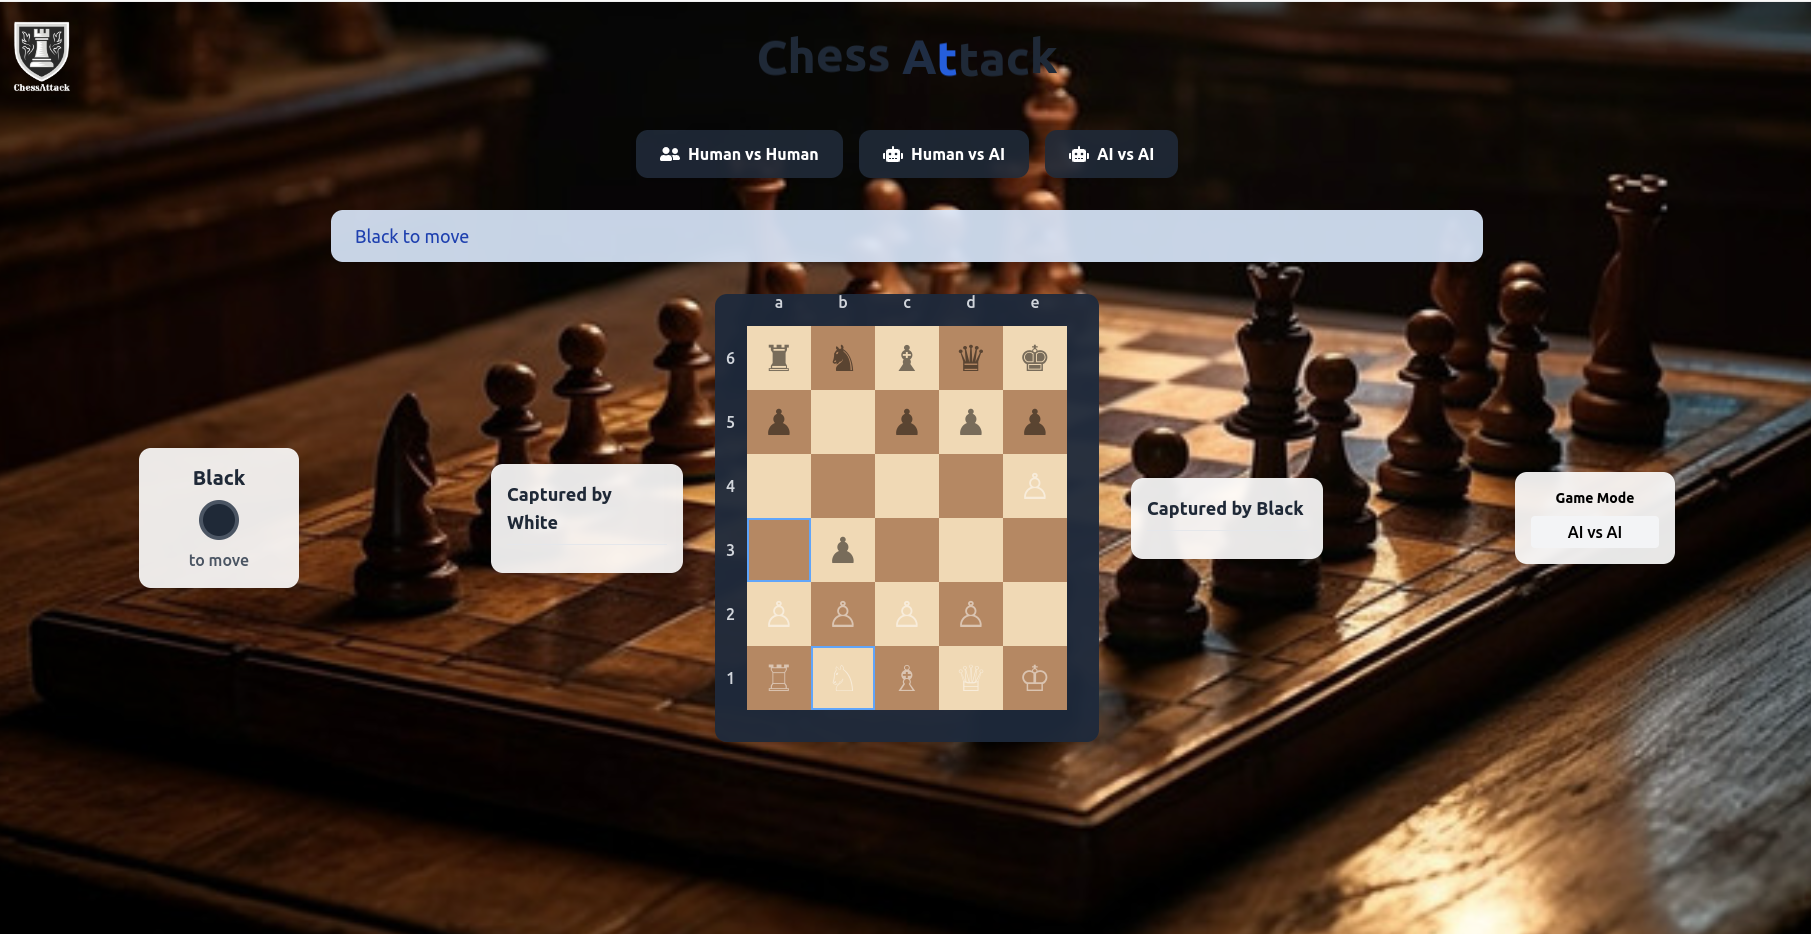 ChessAttack
Chess Attack
Human vs Human
Human vs AI
AI vs AI
Black to move
a b c d e
6
5
4
3
2
1
Black
to move
Captured by
White
Captured by Black
Game Mode
AI vs AI